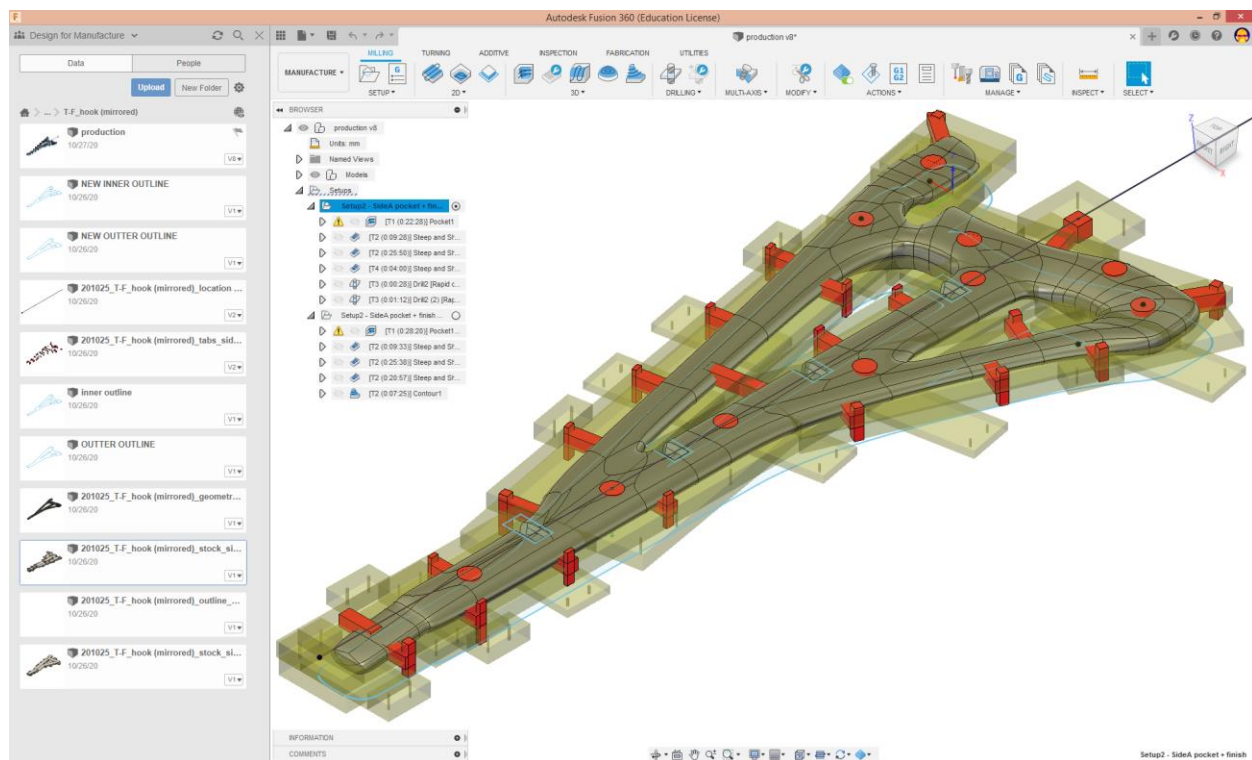 Autodesk Fusion 360 (Education License)
Design for Manufacture
Data
People
Upload
New Folder
T-F_hook (mirrored)
production
10/27/20
V8
NEW INNER OUTLINE
10/26/20
V1
NEW OUTTER OUTLINE
10/26/20
V1
201025_T-F_hook (mirrored)_location ...
10/26/20
V2
201025_T-F_hook (mirrored)_tabs_sid...
10/26/20
V2
inner outline
10/26/20
V1
OUTTER OUTLINE
10/26/20
V1
201025_T-F_hook (mirrored)_geometr...
10/26/20
V1
201025_T-F_hook (mirrored)_stock_si...
10/26/20
V1
201025_T-F_hook (mirrored)_outline_...
10/26/20
V1
201025_T-F_hook (mirrored)_stock_si...
10/26/20
V1
production v8*
MILLING
TURNING
ADDITIVE
INSPECTION
FABRICATION
UTILITIES
MANUFACTURE
SETUP
2D
3D
DRILLING
MULTI-AXIS
MODIFY
ACTIONS
MANAGE
INSPECT
SELECT
G1
G2
BROWSER
production v8
Units: mm
Named Views
Models
Setups
Setup2 - SideA pocket + fin...
[T1 (0:22:28)] Pocket1
[T2 (0:09:28)] Steep and Sh...
[T2 (0:25:50)] Steep and Sh...
[T4 (0:04:00)] Steep and Sh...
[T3 (0:00:28)] Drill2 [Rapid c...
[T3 (0:01:12)] Drill2 (2) [Rap...
Setup2 - SideA pocket + finish ...
[T1 (0:28:20)] Pocket1...
[T2 (0:09:33)] Steep and Sh...
[T2 (0:25:38)] Steep and Sh...
[T2 (0:20:57)] Steep and Sh...
[T2 (0:07:25)] Contour1
Z
TOP
FRONT
RIGHT
X
INFORMATION
COMMENTS
Setup2 - SideA pocket + finish